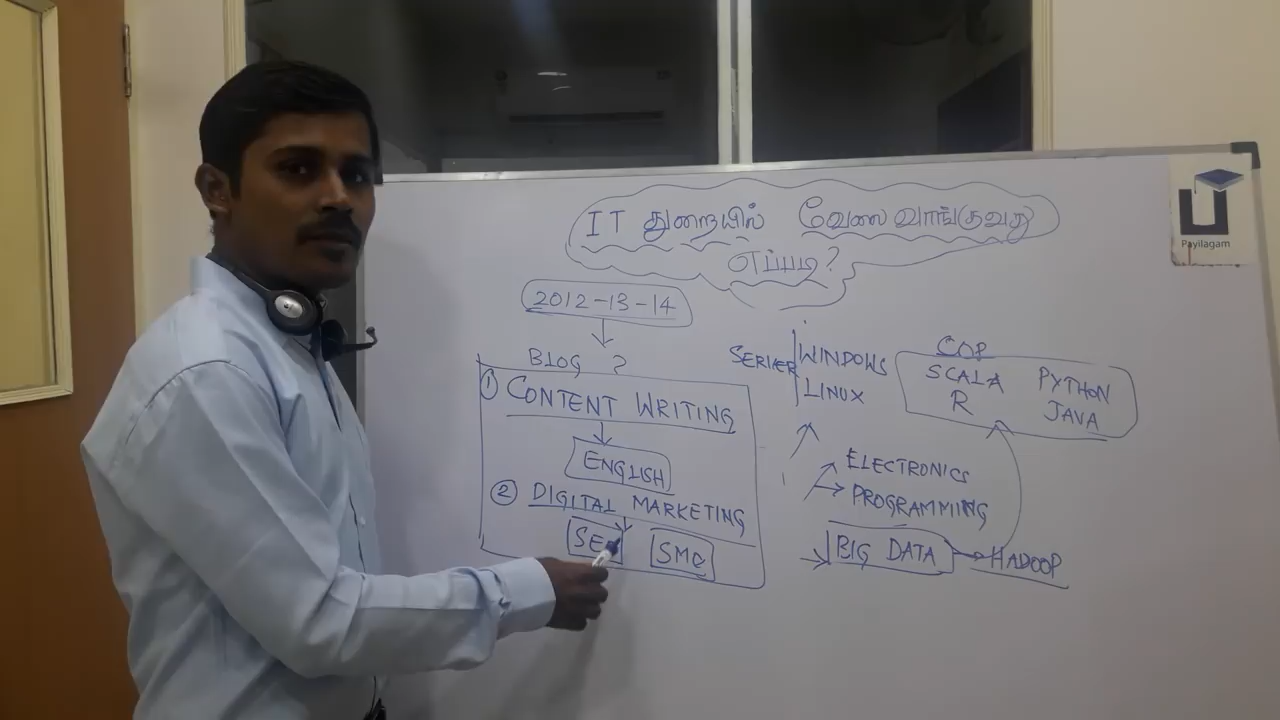 IT துறையில் வேலை வாங்குவது
எப்படி?
Payilagam
2012-13-14
BLOG ?
① CONTENT WRITING
ENGLISH
② DIGITAL MARKETING
SEO SMO
SERVER WINDOWS
LINUX
SCALA PYTHON
R JAVA
ELECTRONICS
PROGRAMMING
BIG DATA HADOOP